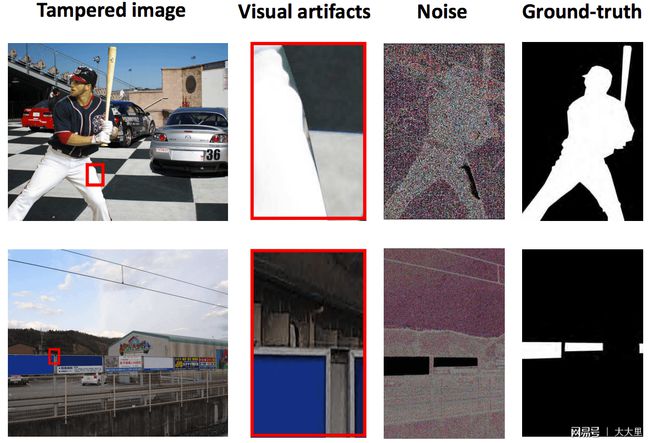 Tampered image
Visual artifacts
Noise
Ground-truth
36
网易号 | 大大里